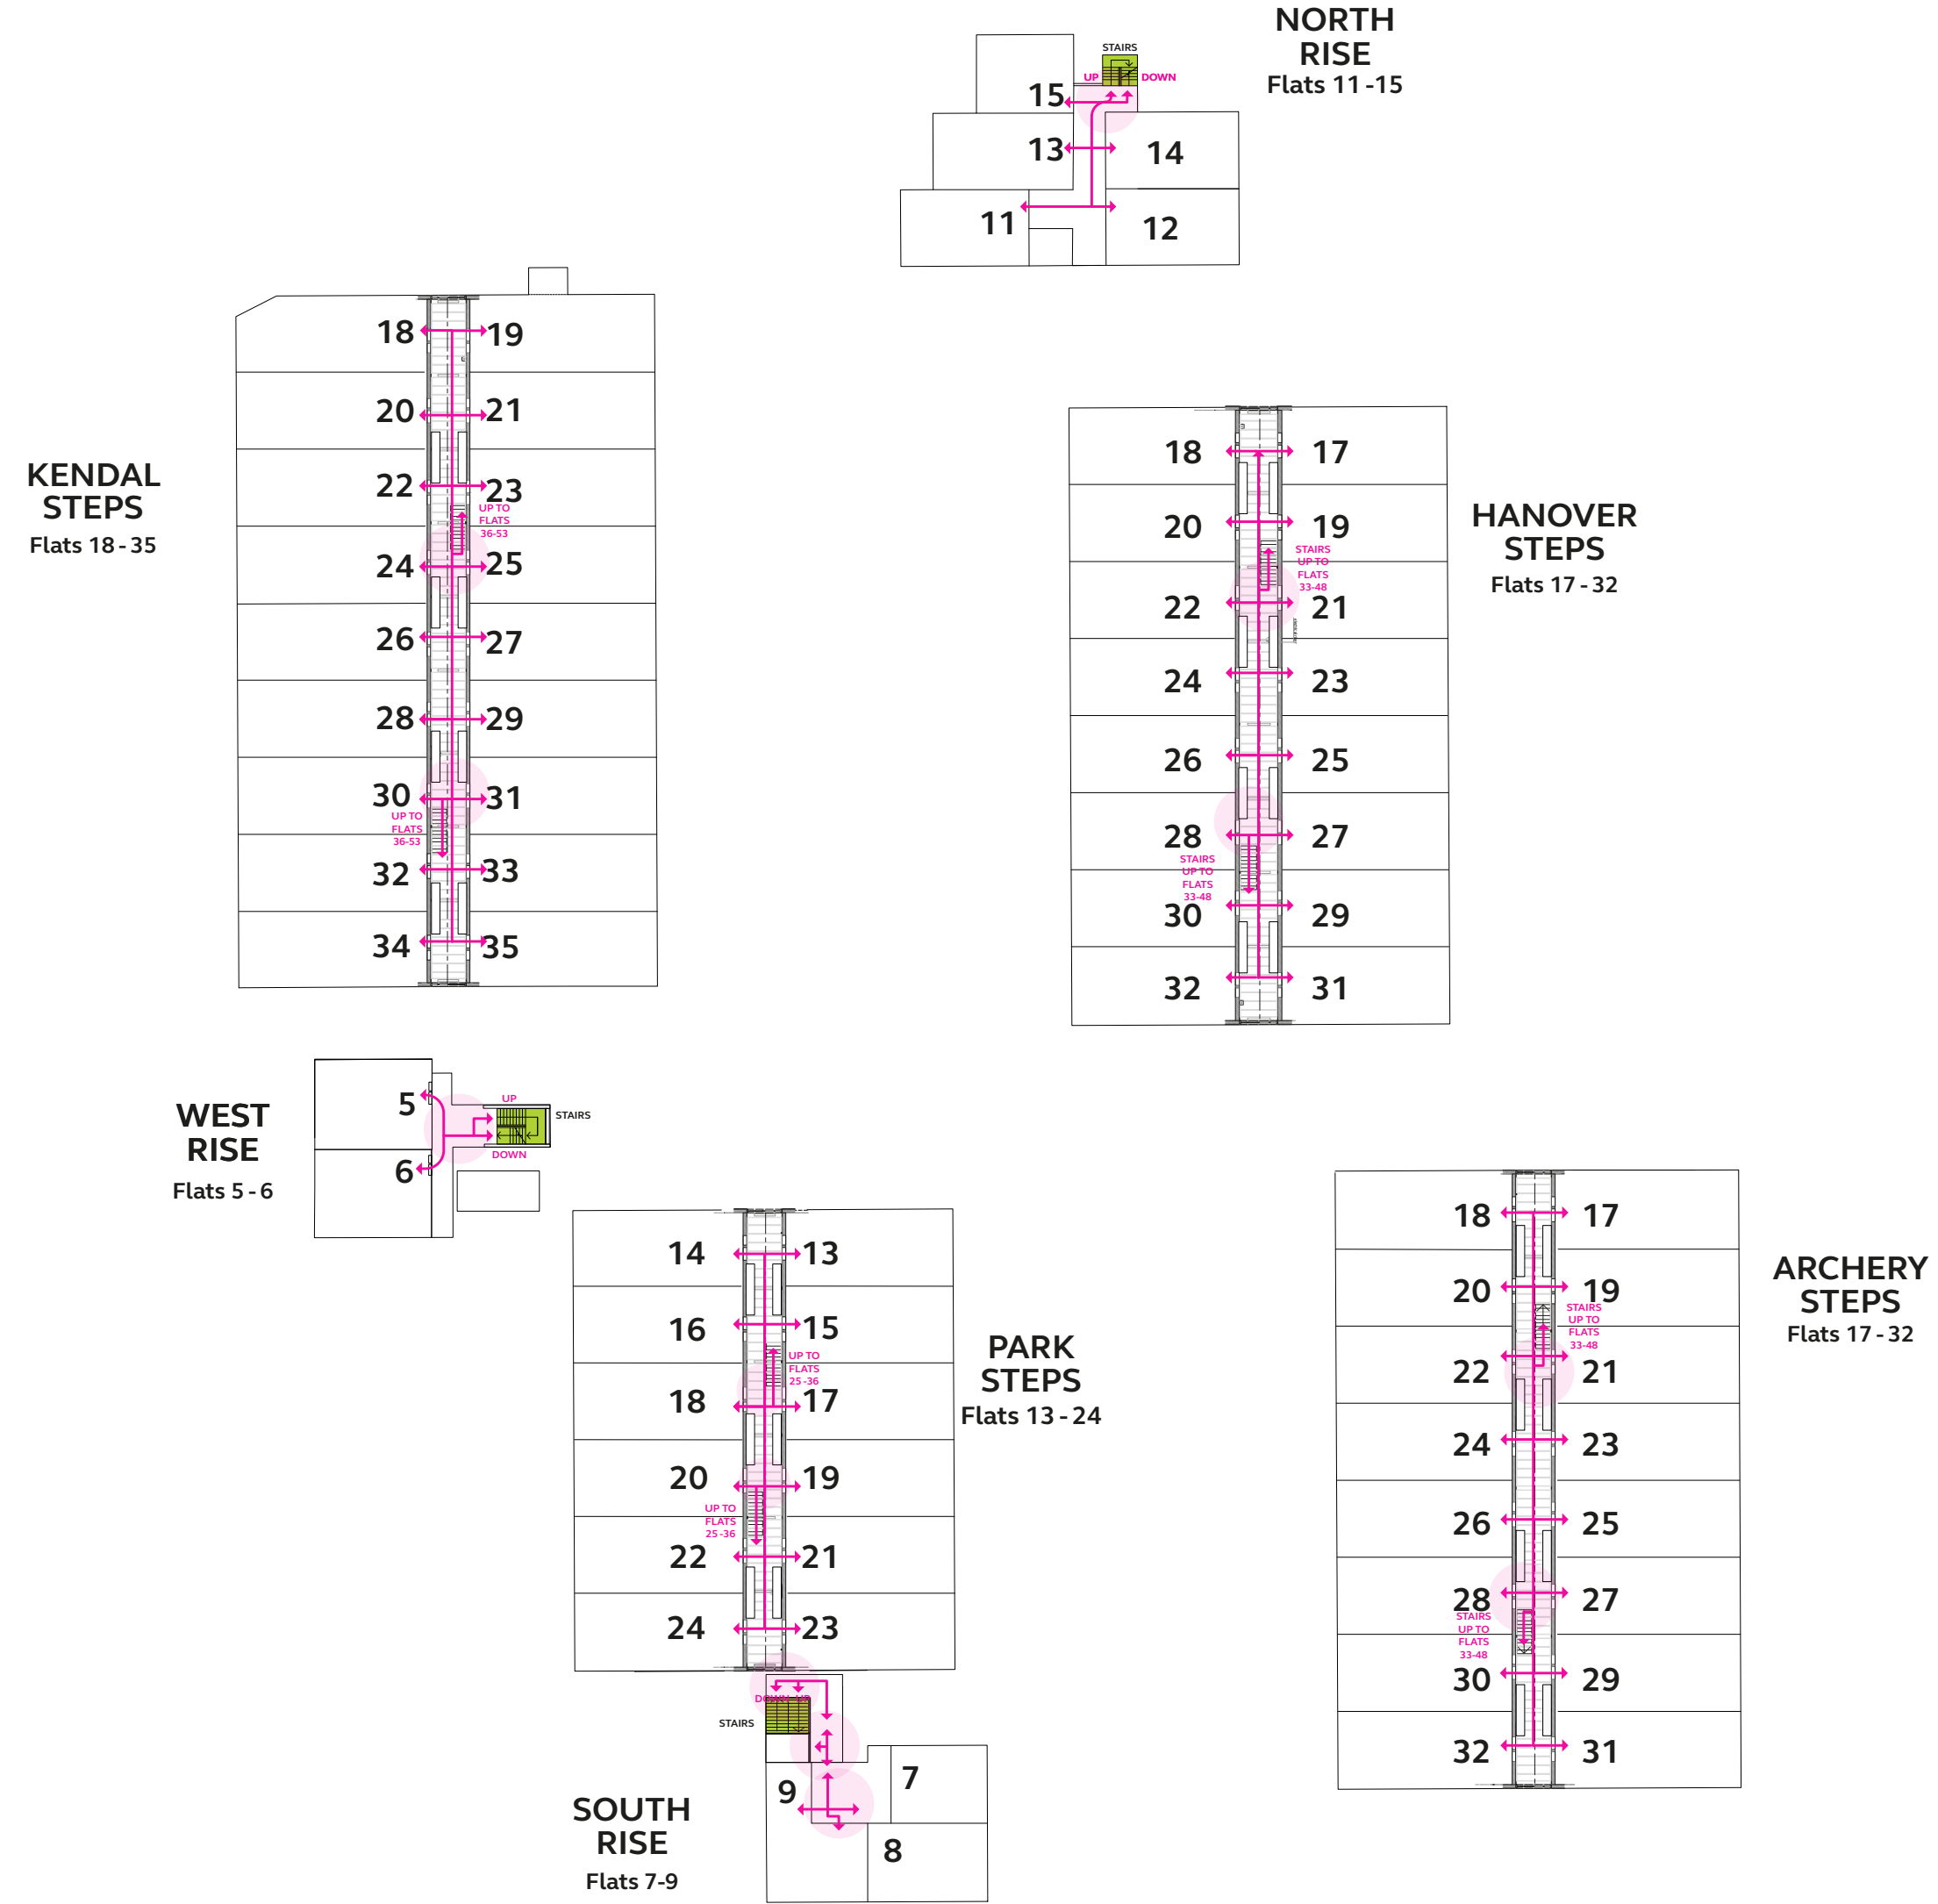 NORTH
RISE
Flats 11 -15
STAIRS
UP
DOWN
15
13
14
11
12
KENDAL
STEPS
Flats 18 - 35
18
19
20
21
22
23
UP TO
FLATS
36-53
24
25
26
27
28
29
30
31
UP TO
FLATS
36-53
32
33
34
35
HANOVER
STEPS
Flats 17 - 32
18
17
20
19
STAIRS
UP TO
FLATS
33-48
22
21
24
23
26
25
28
27
STAIRS
UP TO
FLATS
33-48
30
29
32
31
WEST
RISE
Flats 5 - 6
5
6
UP
STAIRS
DOWN
PARK
STEPS
Flats 13 - 24
14
13
16
15
UP TO
FLATS
25 -36
18
17
20
19
UP TO
FLATS
25 -36
22
21
24
23
ARCHERY
STEPS
Flats 17 - 32
18
17
20
19
STAIRS
UP TO
FLATS
33-48
22
21
24
23
26
25
28
27
STAIRS
UP TO
FLATS
33-48
30
29
32
31
SOUTH
RISE
Flats 7-9
DOWN UP
STAIRS
9
7
8